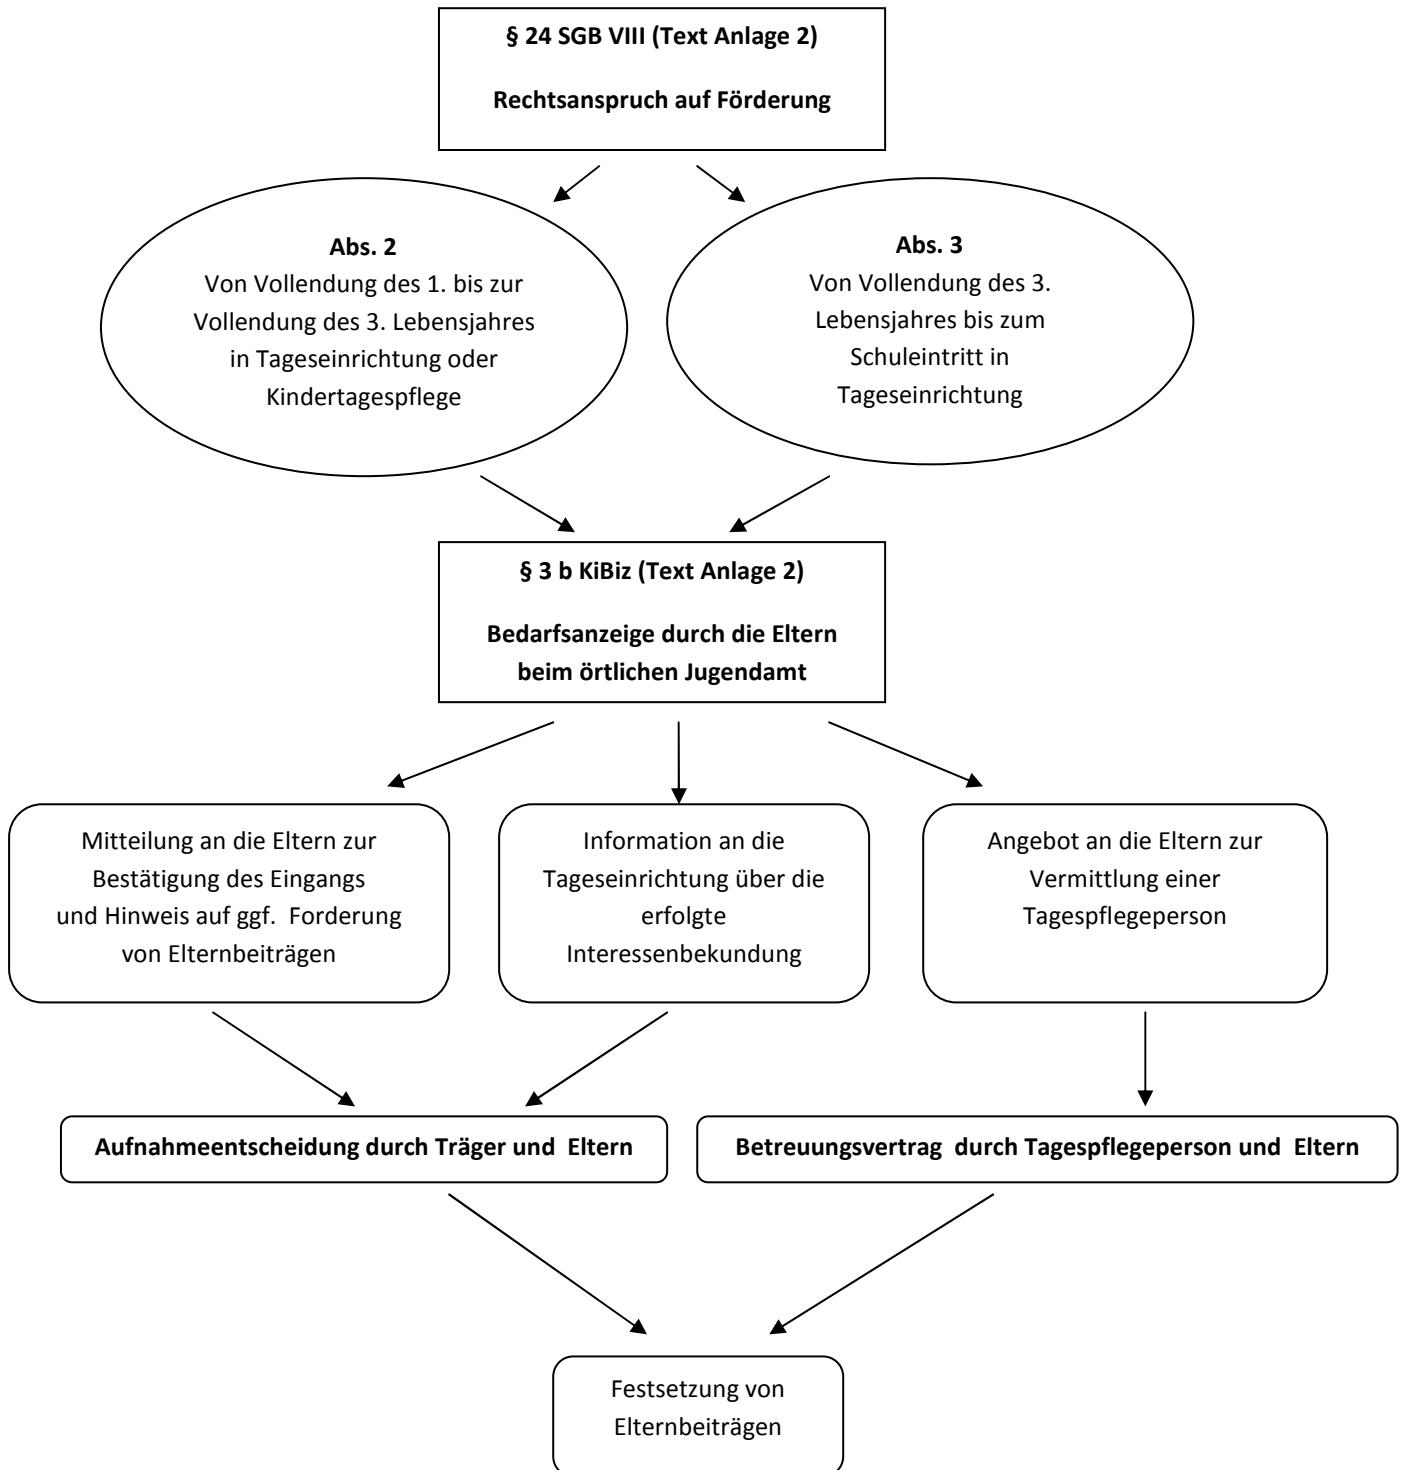 § 24 SGB VIII (Text Anlage 2)
Rechtsanspruch auf Förderung
Abs. 2
Von Vollendung des 1. bis zur
Vollendung des 3. Lebensjahres
in Tageseinrichtung oder
Kindertagespflege
Abs. 3
Von Vollendung des 3.
Lebensjahres bis zum
Schuleintritt in
Tageseinrichtung
§ 3 b KiBiz (Text Anlage 2)
Bedarfsanzeige durch die Eltern
beim örtlichen Jugendamt
Mitteilung an die Eltern zur
Bestätigung des Eingangs
und Hinweis auf ggf.  Forderung
von Elternbeiträgen
Information an die
Tageseinrichtung über die
erfolgte
Interessenbekundung
Angebot an die Eltern zur
Vermittlung einer
Tagespflegeperson
Aufnahmeentscheidung durch Träger und  Eltern
Betreuungsvertrag  durch Tagespflegeperson und  Eltern
Festsetzung von
Elternbeiträgen